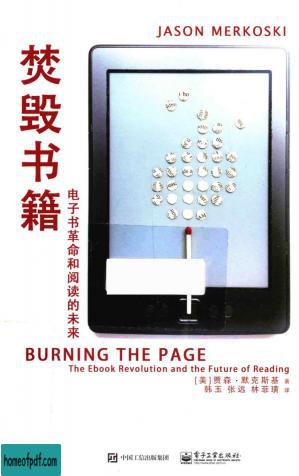 JASON MERKOSKI
焚毁书籍
电子书革命和阅读的未来
BURNING THE PAGE
The Ebook Revolution and the Future of Reading
[美]贾森·默克斯基 著
韩玉 张远 林菲璃 译
中国工信出版集团
电子工业出版社
homeofpdf.com